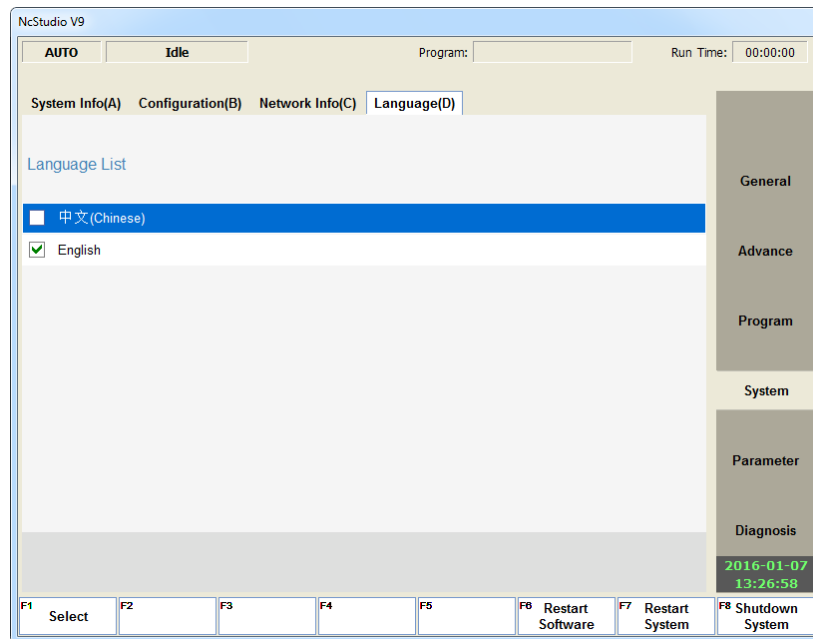 NcStudio V9
AUTO Idle Program: Run Time: 00:00:00
System Info(A) Configuration(B) Network Info(C) Language(D)
Language List
中文(Chinese)
English
General
Advance
Program
System
Parameter
Diagnosis
2016-01-07
13:26:58
F1 Select
F2
F3
F4
F5
F6 Restart
Software
F7 Restart
System
F8 Shutdown
System